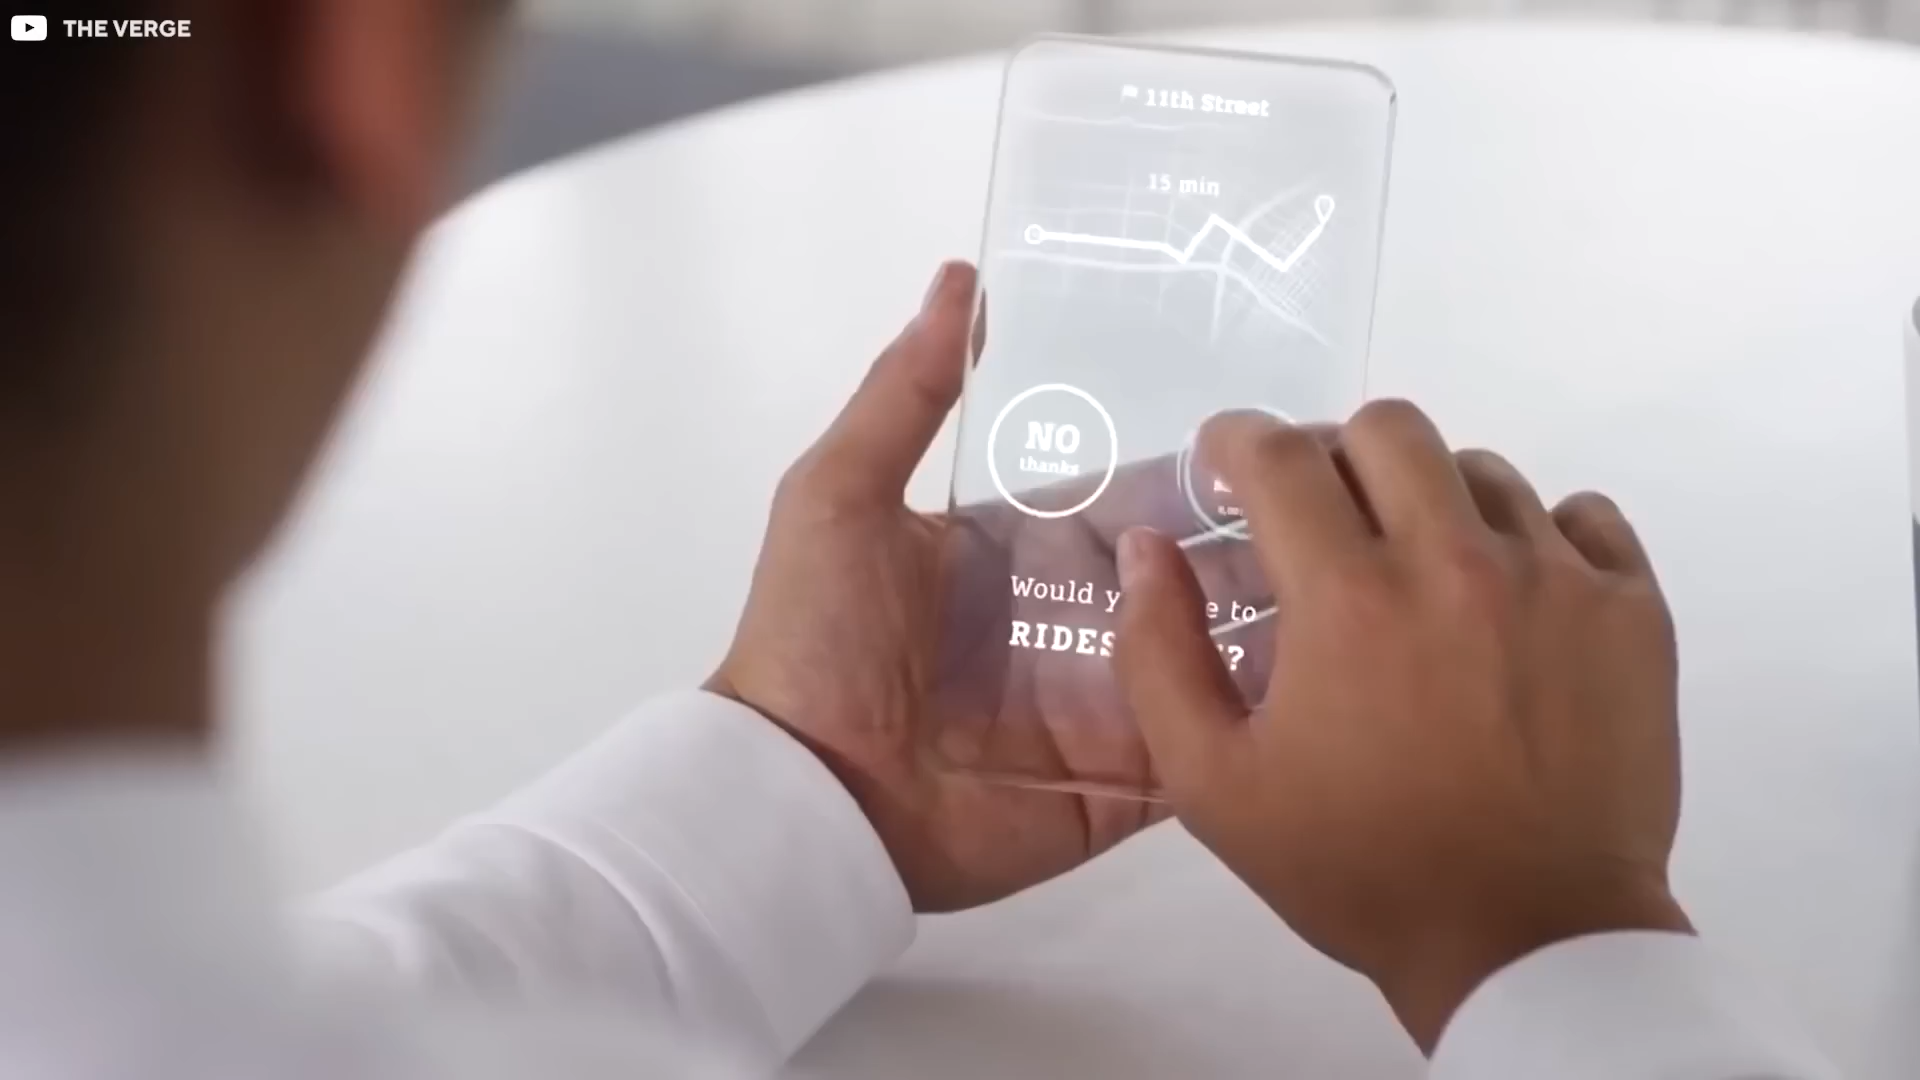 THE VERGE
11th Street
15 min
NO
thanks
Would e to
RIDES ?